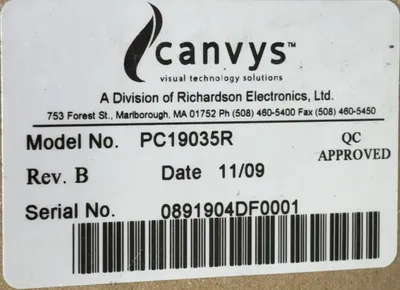 canvys™
visual technology solutions
A Division of Richardson Electronics, Ltd.
753 Forest St., Marlborough, MA 01752 Ph (508) 460-5400 Fax (508) 460-5450
Model No. PC19035R QC
APPROVED
Rev. B Date 11/09
Serial No. 0891904DF0001